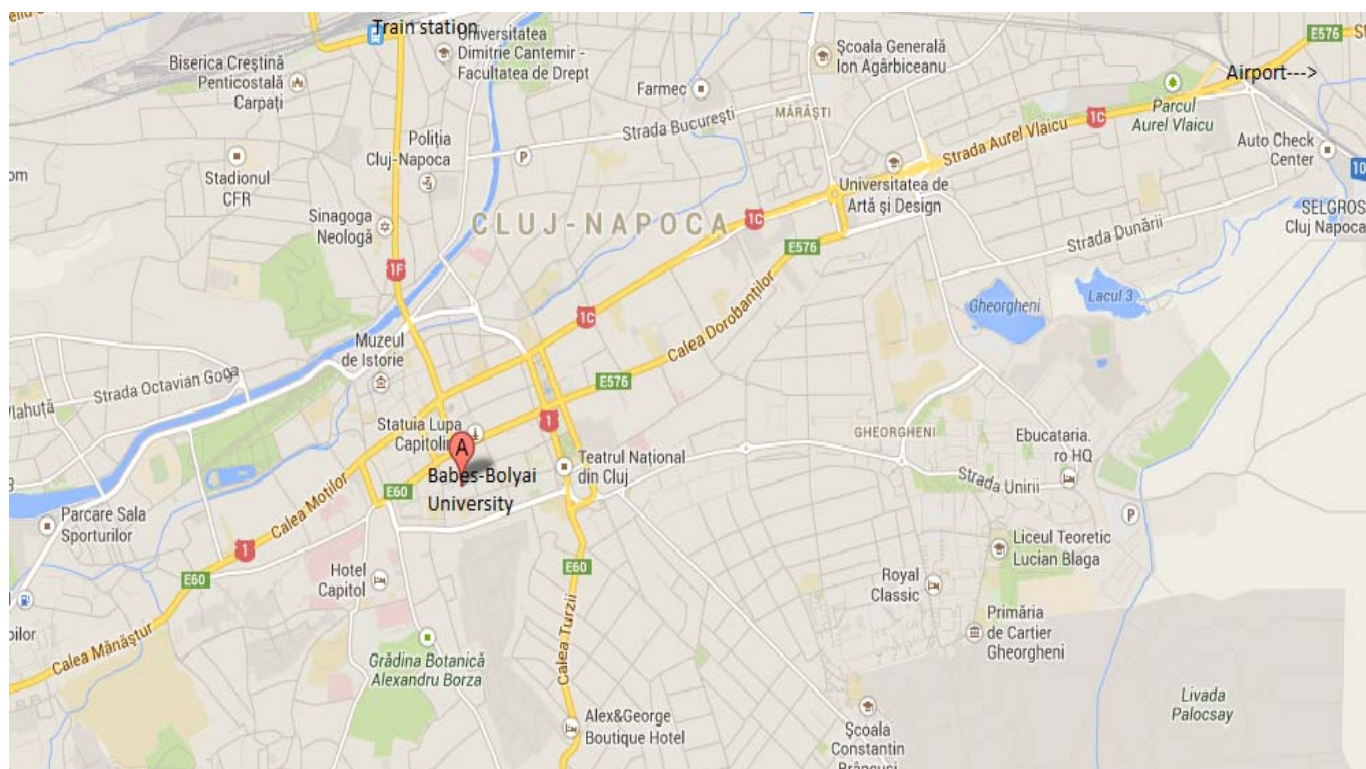 Train station
Universitatea
Dimitrie Cantemir -
Facultatea de Drept
Biserica Creștină
Penticostală
Carpați
Școala Generală
Ion Agârbiceanu
E576
Airport--->
Farmec
MĂRĂȘTI
Strada București
1C
Parcul
Aurel Vlaicu
Strada Aurel Vlaicu
Auto Check
Center
Poliția
Cluj-Napoca
P
om
Stadionul
CFR
10
Universitatea de
Artă și Design
SELGROS
Cluj Napoca
Sinagoga
Neologă
CLUJ-NAPOCA
1C
E576
Strada Dunării
1F
Gheorgheni
Lacul 3
1C
Calea Dorobanților
Muzeul
de Istorie
Strada Octavian Goga
E576
Vlahuță
Statuia Lupa
Capitolin
1
GHEORGHENI
Ebucataria.
ro HQ
A
Babeș-Bolyai
University
Teatrul Național
din Cluj
Strada Unirii
E60
Calea Moților
Parcare Sala
Sporturilor
P
1
Liceul Teoretic
Lucian Blaga
E60
Hotel
Capitol
E60
Royal
Classic
Primăria
de Cartier
Gheorgheni
Calea Mănăștur
Calea Turzii
Grădina Botanică
Alexandru Borza
Livada
Palocsay
Alex&George
Boutique Hotel
Școala
Constantin
Brâncuși